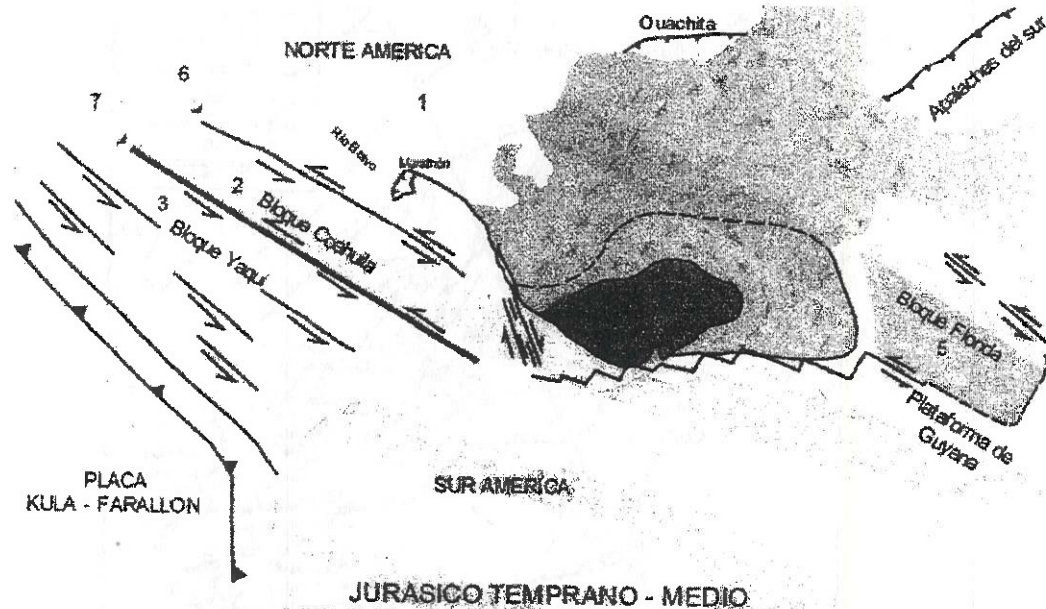 Ouachita
NORTE AMERICA
Apalaches del sur
6
7
1
Río Bravo
Marathón
2 Bloque Coahuila
3 Bloque Yaqui
Bloque Florida
5
Plataforma de
Guyana
PLACA
KULA - FARALLON
SUR AMERICA
JURASICO TEMPRANO - MEDIO